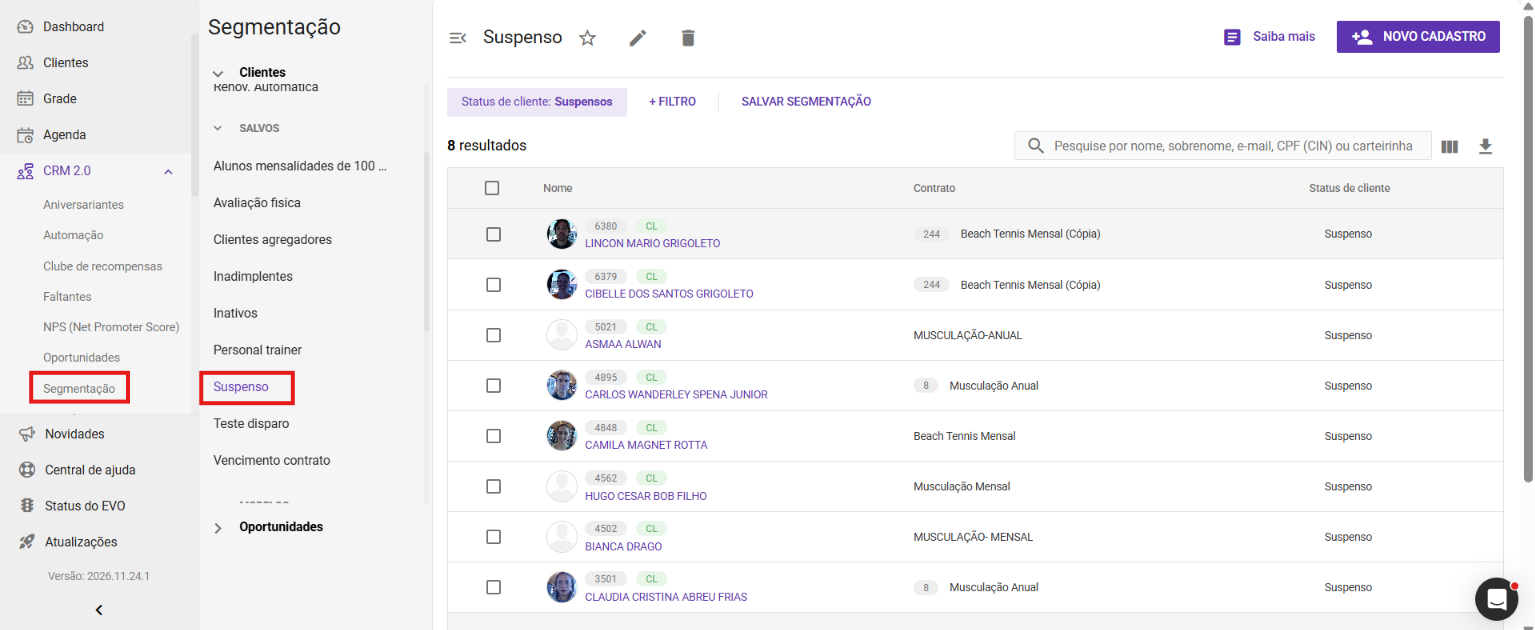 Dashboard
Clientes
Grade
Agenda
CRM 2.0
Aniversariantes
Automação
Clube de recompensas
Faltantes
NPS (Net Promoter Score)
Oportunidades
Segmentação
Novidades
Central de ajuda
Status do EVO
Atualizações
Versão: 2026.11.24.1
Segmentação
Clientes
Renov. Automática
SALVOS
Alunos mensalidades de 100 ...
Avaliação fisica
Clientes agregadores
Inadimplentes
Inativos
Personal trainer
Suspenso
Teste disparo
Vencimento contrato
Oportunidades
Suspenso
Saiba mais
NOVO CADASTRO
Status de cliente: Suspensos
+ FILTRO
SALVAR SEGMENTAÇÃO
8 resultados
Pesquise por nome, sobrenome, e-mail, CPF (CIN) ou carteirinha
Nome Contrato Status de cliente
6380 CL
LINCON MARIO GRIGOLETO
244 Beach Tennis Mensal (Cópia) Suspenso
6379 CL
CIBELLE DOS SANTOS GRIGOLETO
244 Beach Tennis Mensal (Cópia) Suspenso
5021 CL
ASMAA ALWAN
MUSCULAÇÃO-ANUAL Suspenso
4895 CL
CARLOS WANDERLEY SPENA JUNIOR
8 Musculação Anual Suspenso
4848 CL
CAMILA MAGNET ROTTA
Beach Tennis Mensal Suspenso
4562 CL
HUGO CESAR BOB FILHO
Musculação Mensal Suspenso
4502 CL
BIANCA DRAGO
MUSCULAÇÃO- MENSAL Suspenso
3501 CL
CLAUDIA CRISTINA ABREU FRIAS
8 Musculação Anual Suspenso